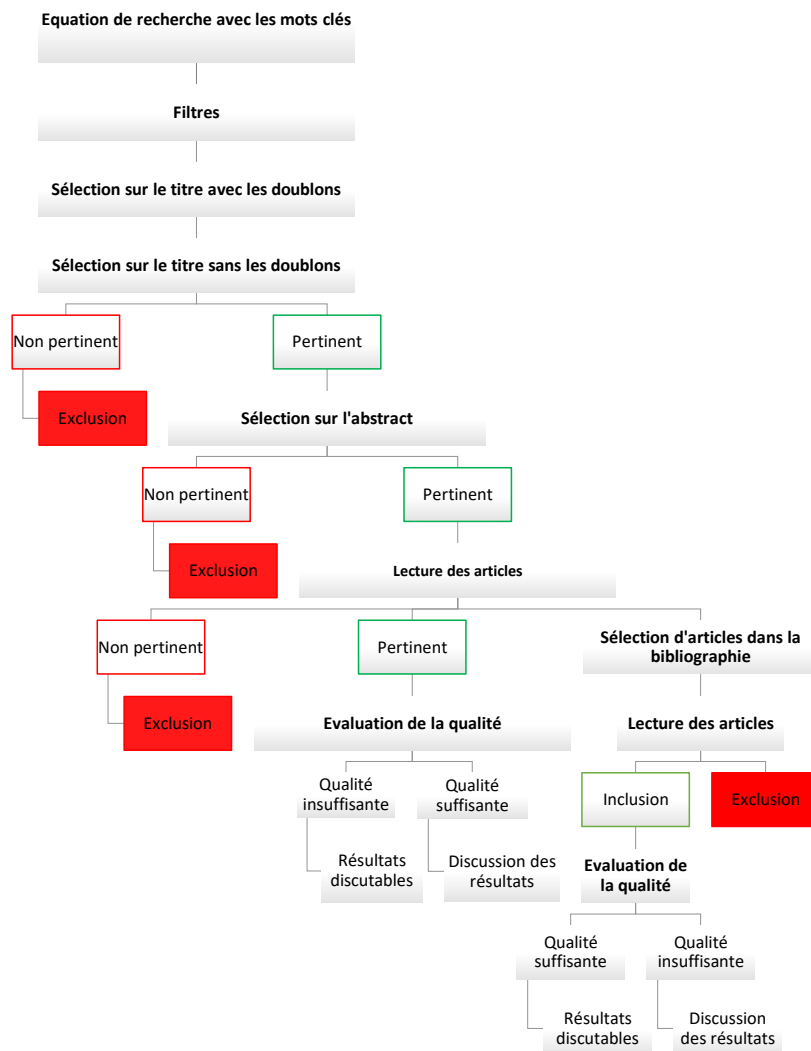 Equation de recherche avec les mots clés
Filtres
Sélection sur le titre avec les doublons
Sélection sur le titre sans les doublons
Non pertinent
Pertinent
Exclusion
Sélection sur l'abstract
Non pertinent
Pertinent
Exclusion
Lecture des articles
Non pertinent
Pertinent
Sélection d'articles dans la
bibliographie
Exclusion
Evaluation de la qualité
Lecture des articles
Qualité
insuffisante
Qualité
suffisante
Inclusion
Exclusion
Résultats
discutables
Discussion des
résultats
Evaluation de
la qualité
Qualité
suffisante
Qualité
insuffisante
Résultats
discutables
Discussion
des résultats